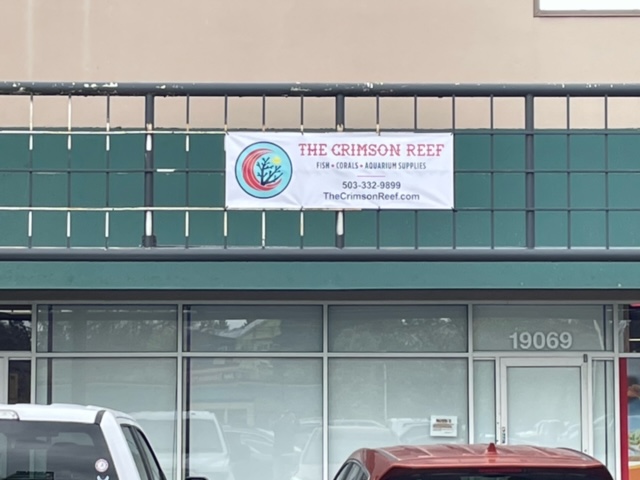 THE CRIMSON REEF
FISH • CORALS • AQUARIUM SUPPLIES
503-332-9899
TheCrimsonReef.com
19069